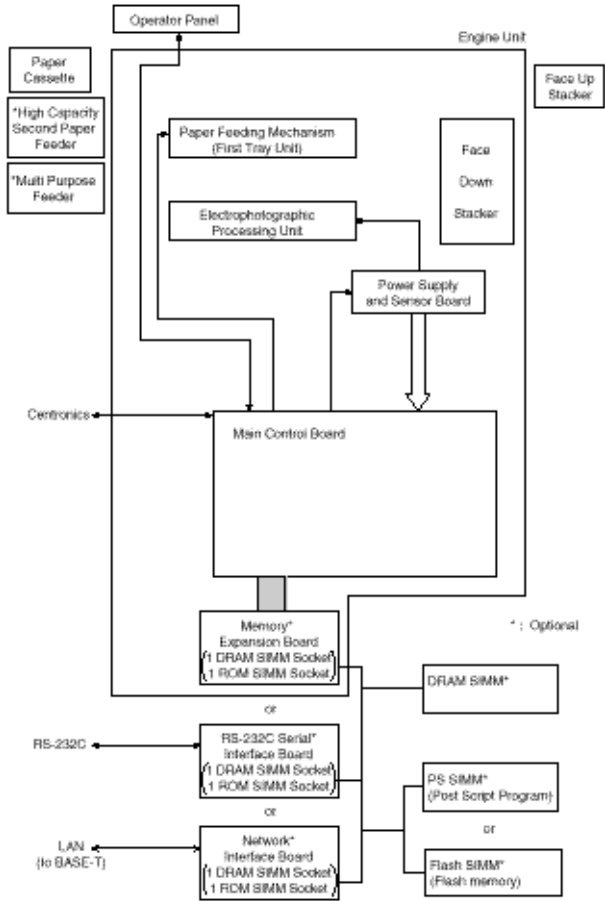 Operator Panel
Engine Unit
Paper
Cassette
Face Up
Stacker
*High Capacity
Second Paper
Feeder
Paper Feeding Mechanism
(First Tray Unit)
Face
Down
Stacker
*Multi Purpose
Feeder
Electrophotographic
Processing Unit
Power Supply
and Sensor Board
Centronics
Main Control Board
Memory*
Expansion Board
(1 DRAM SIMM Socket)
(1 ROM SIMM Socket)
* : Optional
DRAM SIMM*
or
RS-232C
RS-232C Serial*
Interface Board
(1 DRAM SIMM Socket)
(1 ROM SIMM Socket)
PS SIMM*
(Post Script Program)
or
or
LAN
(to BASE-T)
Network*
Interface Board
(1 DRAM SIMM Socket)
(1 ROM SIMM Socket)
Flash SIMM*
(Flash memory)